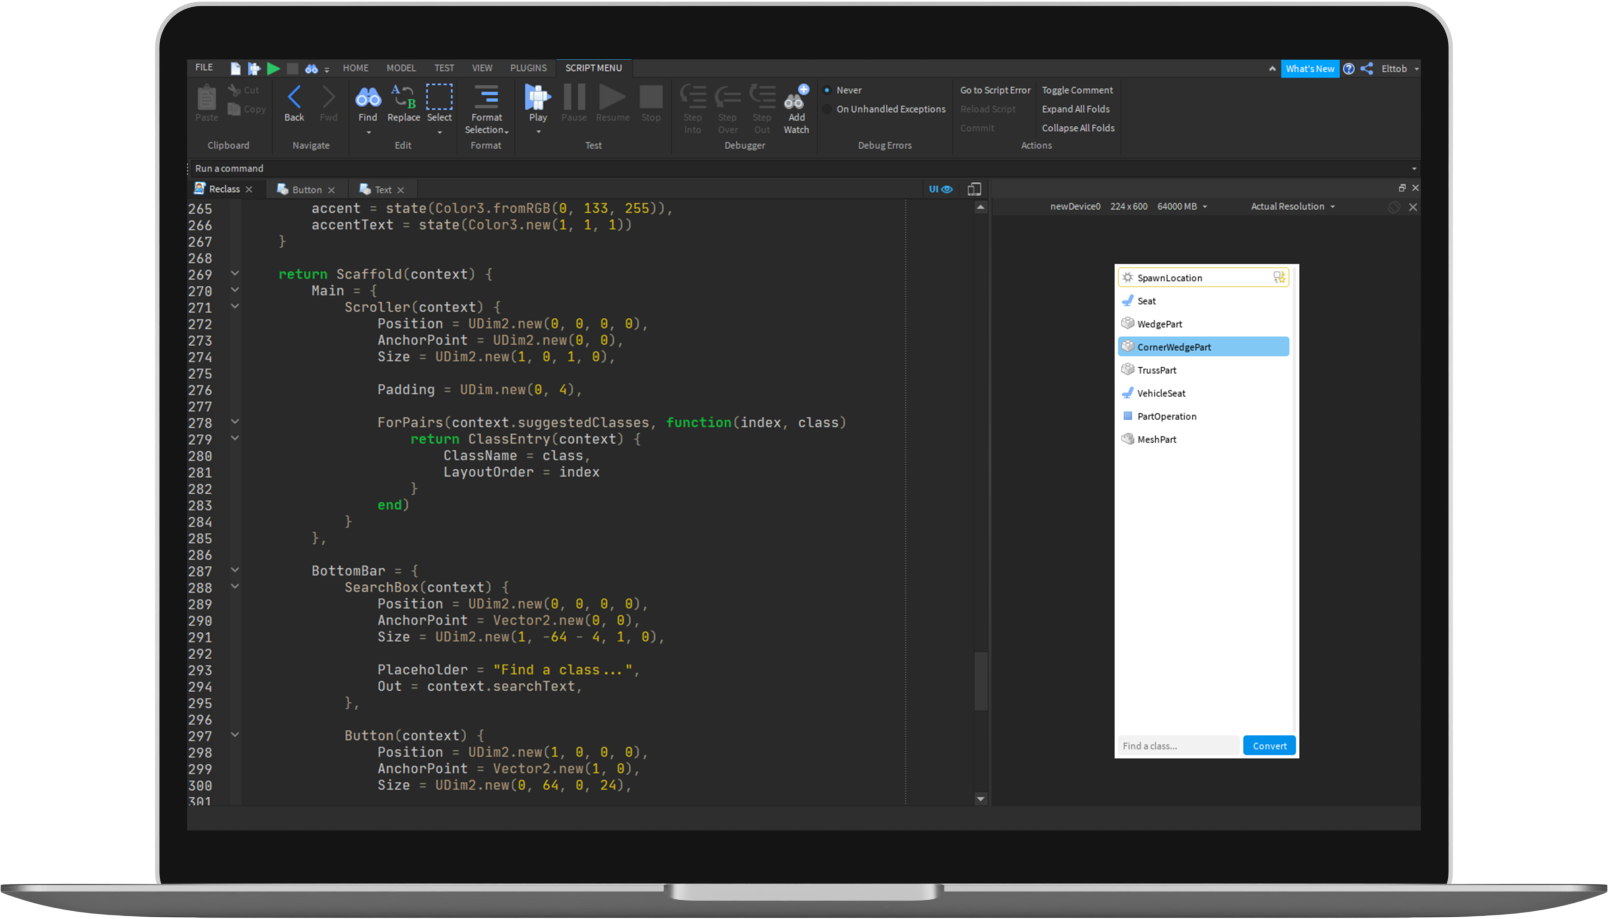 FILE HOME MODEL TEST VIEW PLUGINS SCRIPT MENU What's New Elttob
Paste Cut Copy
Clipboard
Back Fwd
Navigate
Find Replace Select
Edit
Format Selection
Format
Play Pause Resume Stop
Test
Step Into Step Over Step Out Add Watch
Debugger
Never
On Unhandled Exceptions
Debug Errors
Go to Script Error Toggle Comment
Reload Script Expand All Folds
Commit Collapse All Folds
Actions
Run a command
Reclass Button Text UI
265 accent = state(Color3.fromRGB(0, 133, 255)),
266 accentText = state(Color3.new(1, 1, 1))
267 }
268
269 return Scaffold(context) {
270 Main = {
271 Scroller(context) {
272 Position = UDim2.new(0, 0, 0, 0),
273 AnchorPoint = UDim2.new(0, 0),
274 Size = UDim2.new(1, 0, 1, 0),
275
276 Padding = UDim.new(0, 4),
277
278 ForPairs(context.suggestedClasses, function(index, class)
279 return ClassEntry(context) {
280 ClassName = class,
281 LayoutOrder = index
282 }
283 end)
284 }
285 },
286
287 BottomBar = {
288 SearchBox(context) {
289 Position = UDim2.new(0, 0, 0, 0),
290 AnchorPoint = Vector2.new(0, 0),
291 Size = UDim2.new(1, -64 - 4, 1, 0),
292
293 Placeholder = "Find a class...",
294 Out = context.searchText,
295 },
296
297 Button(context) {
298 Position = UDim2.new(1, 0, 0, 0),
299 AnchorPoint = Vector2.new(1, 0),
300 Size = UDim2.new(0, 64, 0, 24),
301
newDevice0 224 x 600 64000 MB Actual Resolution
SpawnLocation
Seat
WedgePart
CornerWedgePart
TrussPart
VehicleSeat
PartOperation
MeshPart
Find a class... Convert